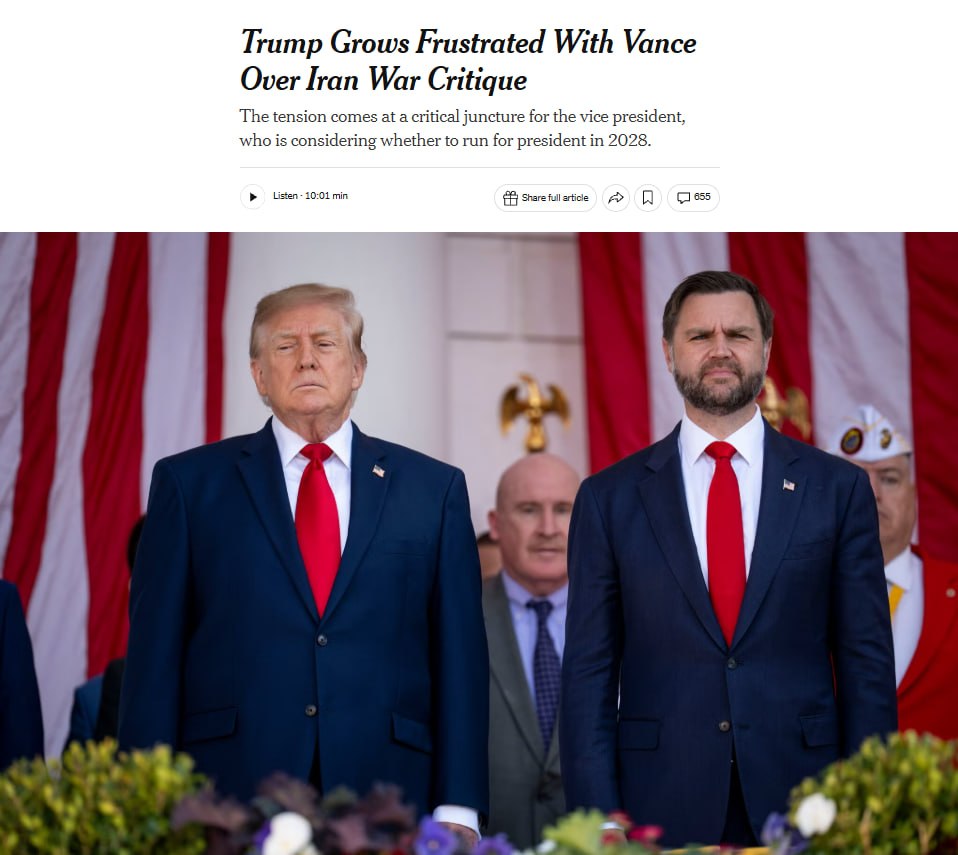 Trump Grows Frustrated With Vance
Over Iran War Critique
The tension comes at a critical juncture for the vice president,
who is considering whether to run for president in 2028.
Listen · 10:01 min
Share full article
655